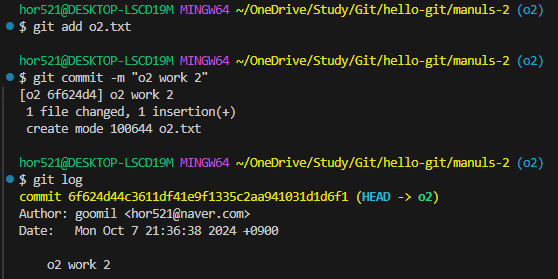 hor521@DESKTOP-LSCD19M MINGW64 ~/OneDrive/Study/Git/hello-git/manuls-2 (o2)
$ git add o2.txt
hor521@DESKTOP-LSCD19M MINGW64 ~/OneDrive/Study/Git/hello-git/manuls-2 (o2)
$ git commit -m "o2 work 2"
[o2 6f624d4] o2 work 2
1 file changed, 1 insertion(+)
create mode 100644 o2.txt
hor521@DESKTOP-LSCD19M MINGW64 ~/OneDrive/Study/Git/hello-git/manuls-2 (o2)
$ git log
commit 6f624d44c3611df41e9f1335c2aa941031d1d6f1 (HEAD -> o2)
Author: goomil <hor521@naver.com>
Date: Mon Oct 7 21:36:38 2024 +0900
o2 work 2